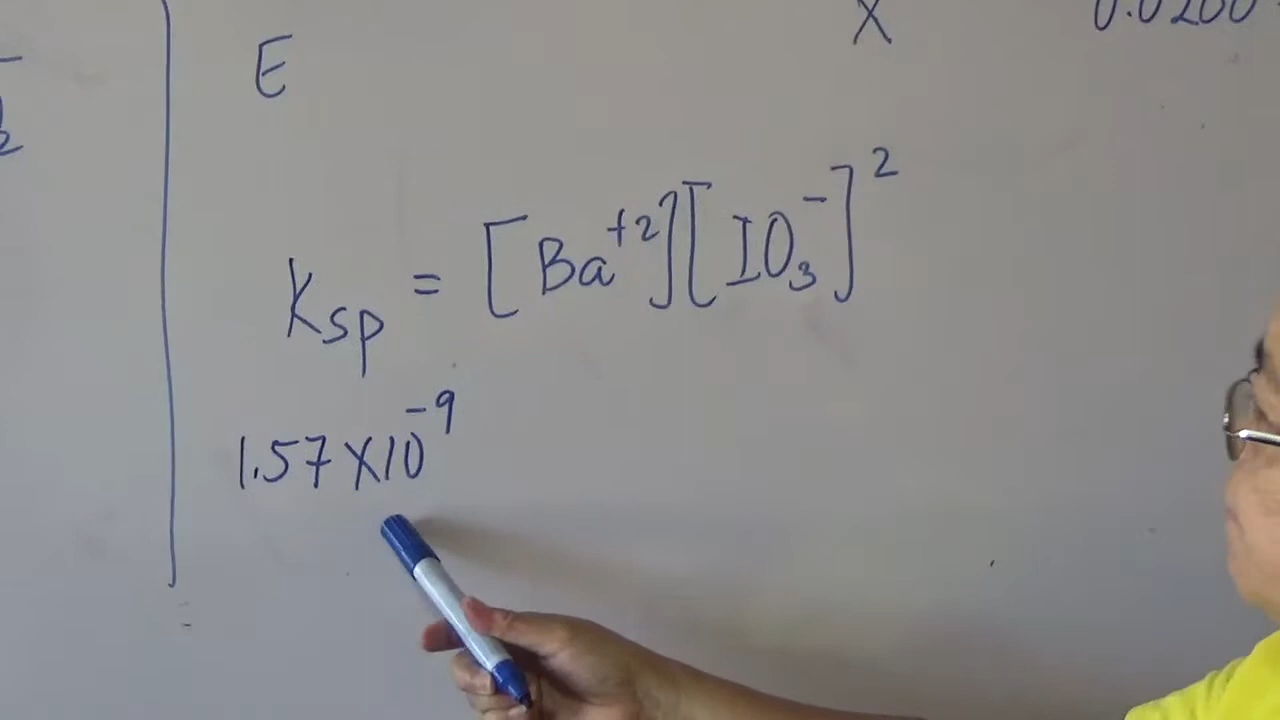 E X 0.0200
Ksp = [Ba⁺²][IO₃⁻]²
1.57 X 10⁻⁹